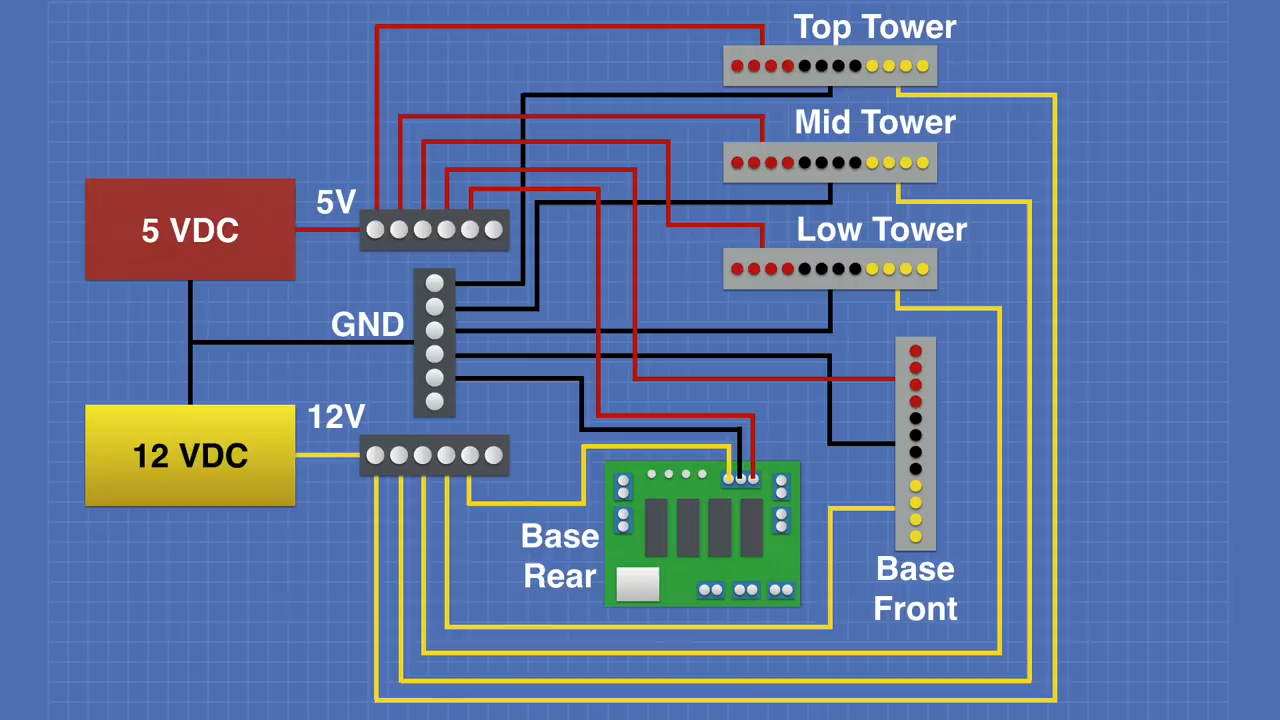 Top Tower
Mid Tower
5V
5 VDC
Low Tower
GND
12V
12 VDC
Base
Rear
Base
Front